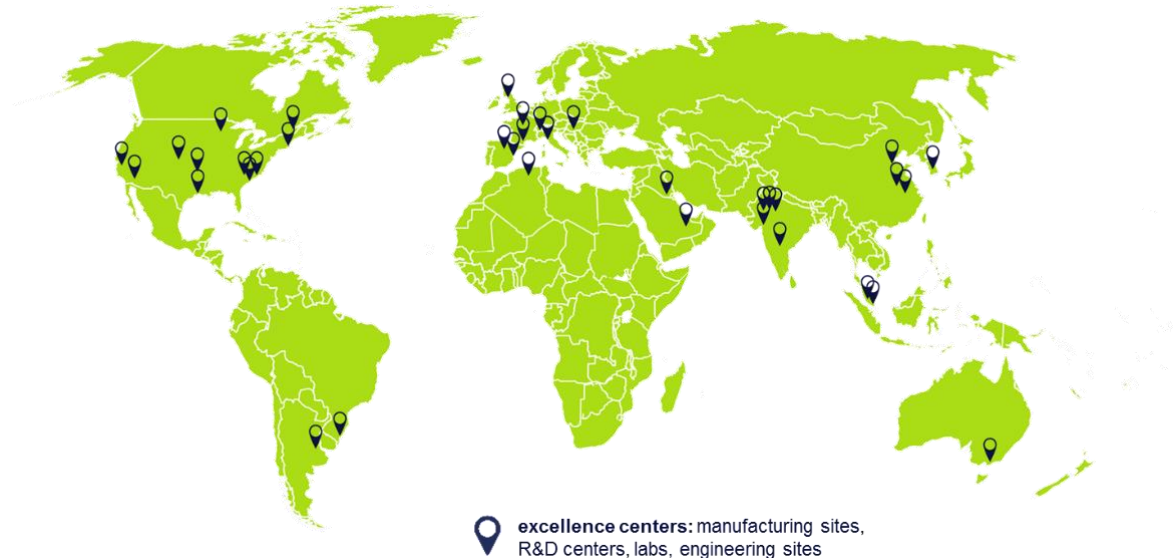 excellence centers: manufacturing sites,
R&D centers, labs, engineering sites